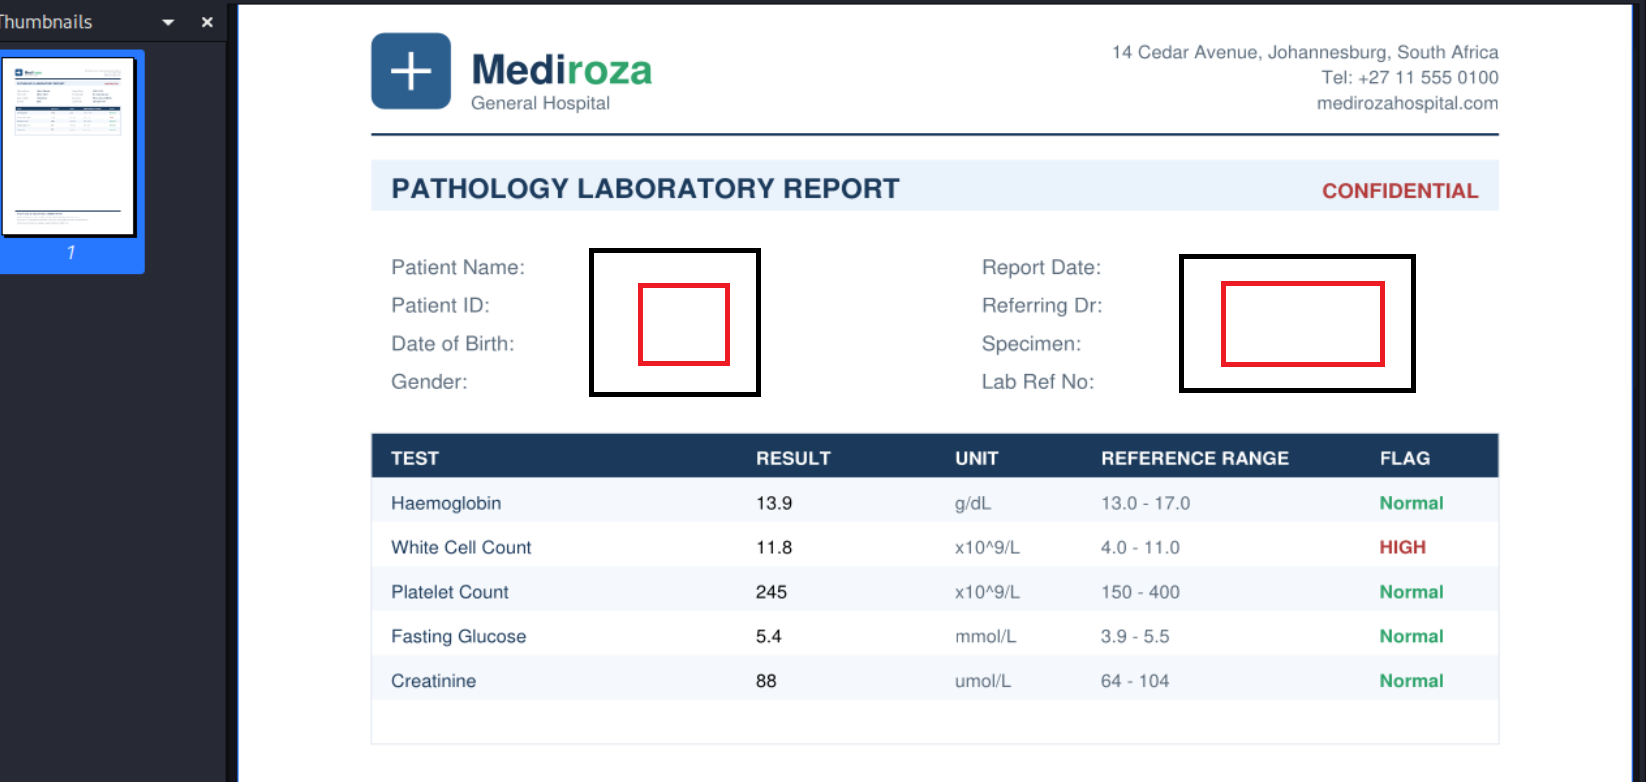 Thumbnails
1
Mediroza
General Hospital
14 Cedar Avenue, Johannesburg, South Africa
Tel: +27 11 555 0100
medirozahospital.com
PATHOLOGY LABORATORY REPORT CONFIDENTIAL
Patient Name: Report Date:
Patient ID: Referring Dr:
Date of Birth: Specimen:
Gender: Lab Ref No:
TEST RESULT UNIT REFERENCE RANGE FLAG
Haemoglobin 13.9 g/dL 13.0 - 17.0 Normal
White Cell Count 11.8 x10^9/L 4.0 - 11.0 HIGH
Platelet Count 245 x10^9/L 150 - 400 Normal
Fasting Glucose 5.4 mmol/L 3.9 - 5.5 Normal
Creatinine 88 umol/L 64 - 104 Normal